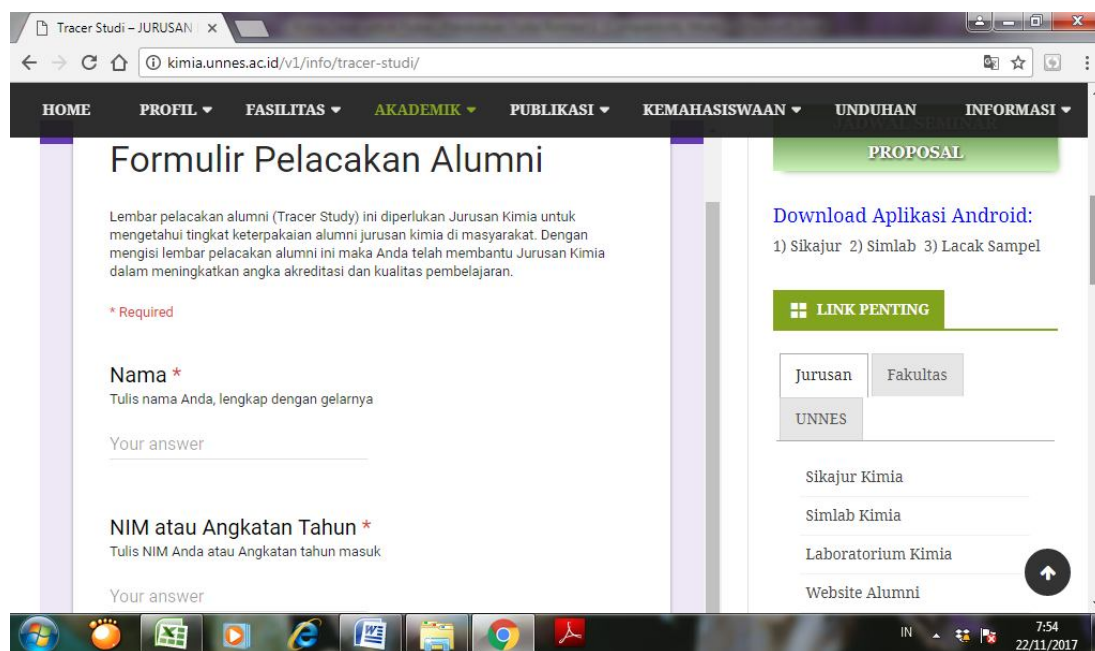 Tracer Studi – JURUSAN
kimia.unnes.ac.id/v1/info/tracer-studi/
HOME PROFIL FASILITAS AKADEMIK PUBLIKASI KEMAHASISWAAN UNDUHAN INFORMASI
JADWAL SEMINAR
PROPOSAL
Formulir Pelacakan Alumni
Lembar pelacakan alumni (Tracer Study) ini diperlukan Jurusan Kimia untuk
mengetahui tingkat keterpakaian alumni jurusan kimia di masyarakat. Dengan
mengisi lembar pelacakan alumni ini maka Anda telah membantu Jurusan Kimia
dalam meningkatkan angka akreditasi dan kualitas pembelajaran.
* Required
Nama *
Tulis nama Anda, lengkap dengan gelarnya
Your answer
NIM atau Angkatan Tahun *
Tulis NIM Anda atau Angkatan tahun masuk
Your answer
Download Aplikasi Android:
1) Sikajur 2) Simlab 3) Lacak Sampel
LINK PENTING
Jurusan Fakultas
UNNES
Sikajur Kimia
Simlab Kimia
Laboratorium Kimia
Website Alumni
IN
7:54
22/11/2017